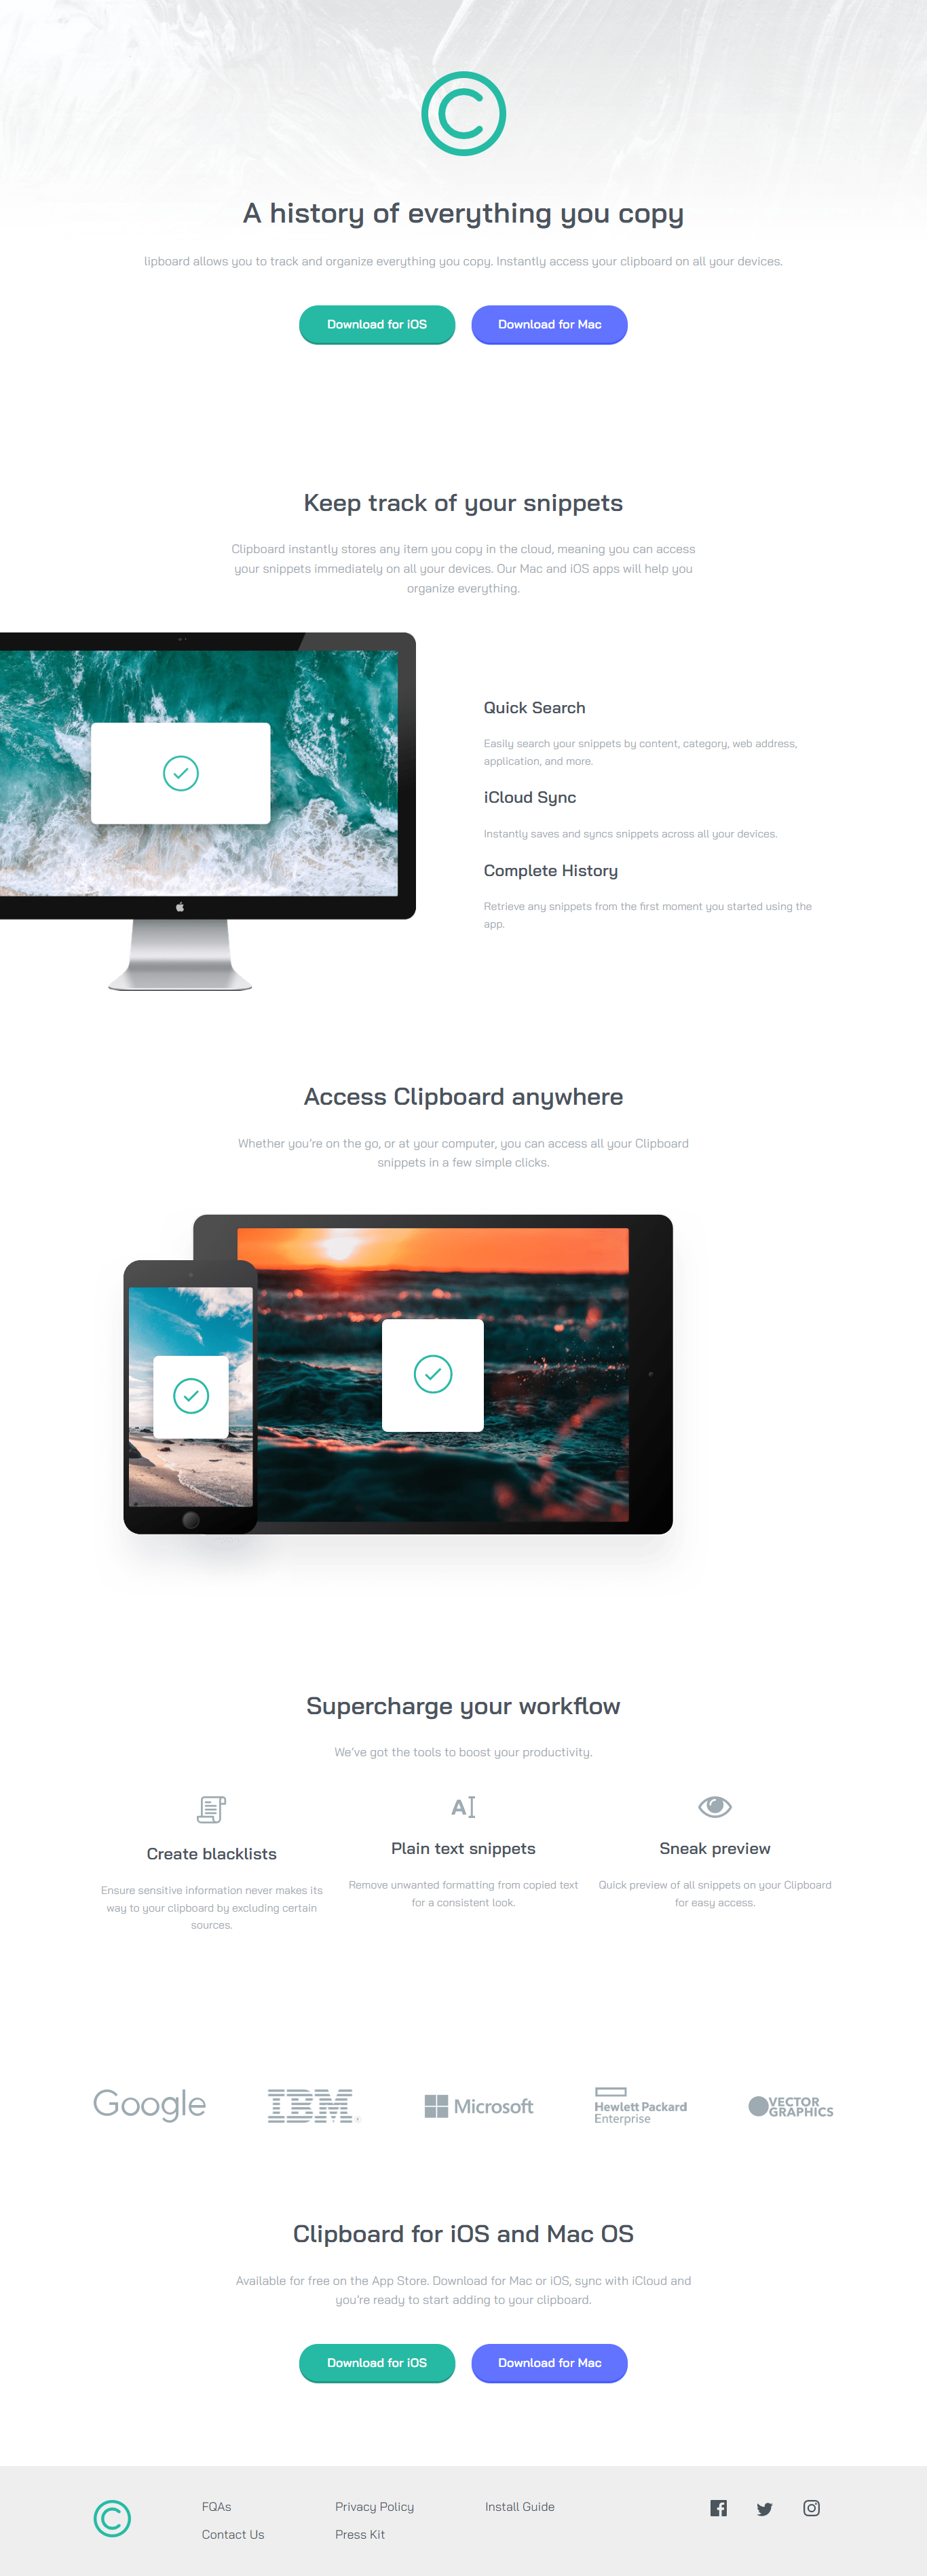 A history of everything you copy
lipboard allows you to track and organize everything you copy. Instantly access your clipboard on all your devices.
Download for iOS
Download for Mac
Keep track of your snippets
Clipboard instantly stores any item you copy in the cloud, meaning you can access
your snippets immediately on all your devices. Our Mac and iOS apps will help you
organize everything.
Quick Search
Easily search your snippets by content, category, web address,
application, and more.
iCloud Sync
Instantly saves and syncs snippets across all your devices.
Complete History
Retrieve any snippets from the first moment you started using the
app.
Access Clipboard anywhere
Whether you’re on the go, or at your computer, you can access all your Clipboard
snippets in a few simple clicks.
Supercharge your workflow
We’ve got the tools to boost your productivity.
Create blacklists
Ensure sensitive information never makes its
way to your clipboard by excluding certain
sources.
Plain text snippets
Remove unwanted formatting from copied text
for a consistent look.
Sneak preview
Quick preview of all snippets on your Clipboard
for easy access.
Google
IBM®
Microsoft
Hewlett Packard
Enterprise
VECTOR
GRAPHICS
Clipboard for iOS and Mac OS
Available for free on the App Store. Download for Mac or iOS, sync with iCloud and
you’re ready to start adding to your clipboard.
Download for iOS
Download for Mac
FQAs
Contact Us
Privacy Policy
Press Kit
Install Guide